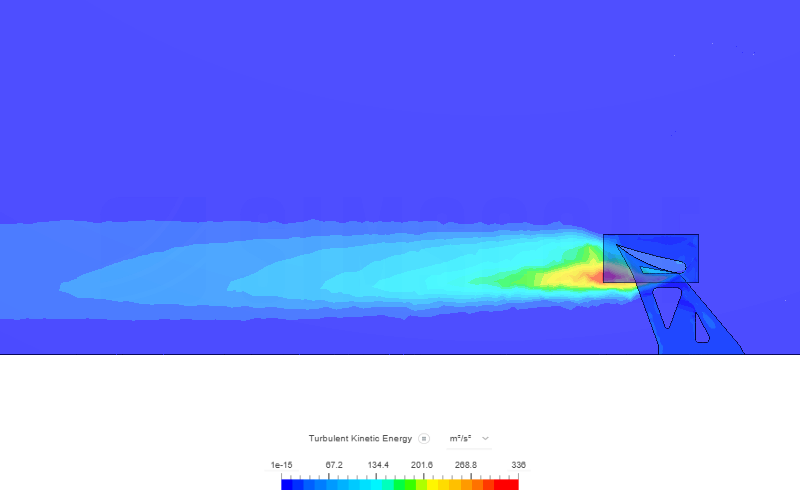 Turbulent Kinetic Energy m²/s²
1e-15 67.2 134.4 201.6 268.8 336